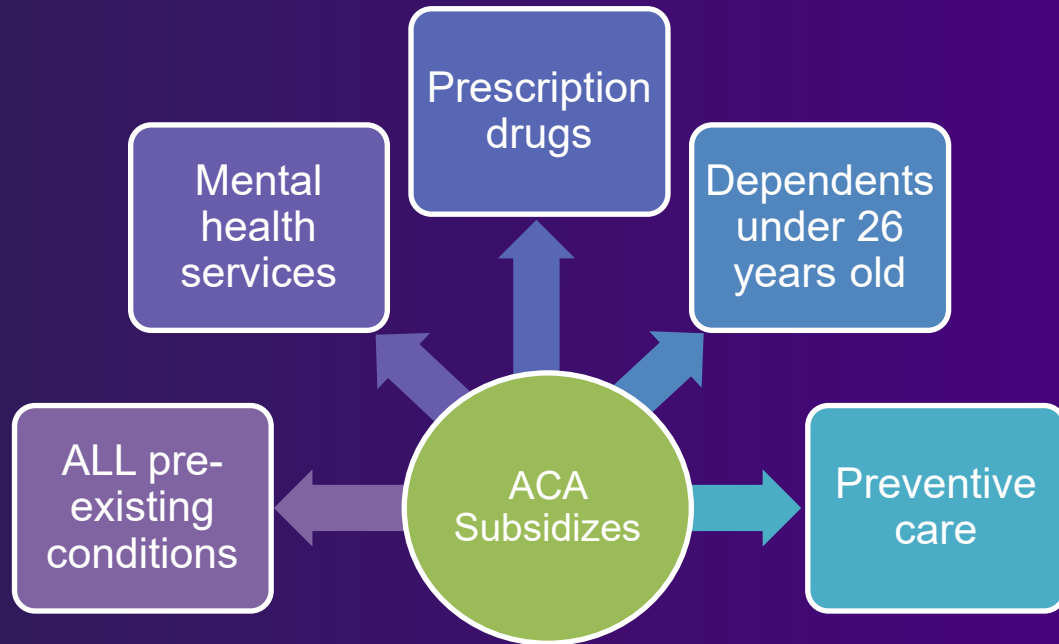 Prescription
drugs
Mental
health
services
Dependents
under 26
years old
ALL pre-
existing
conditions
ACA
Subsidizes
Preventive
care